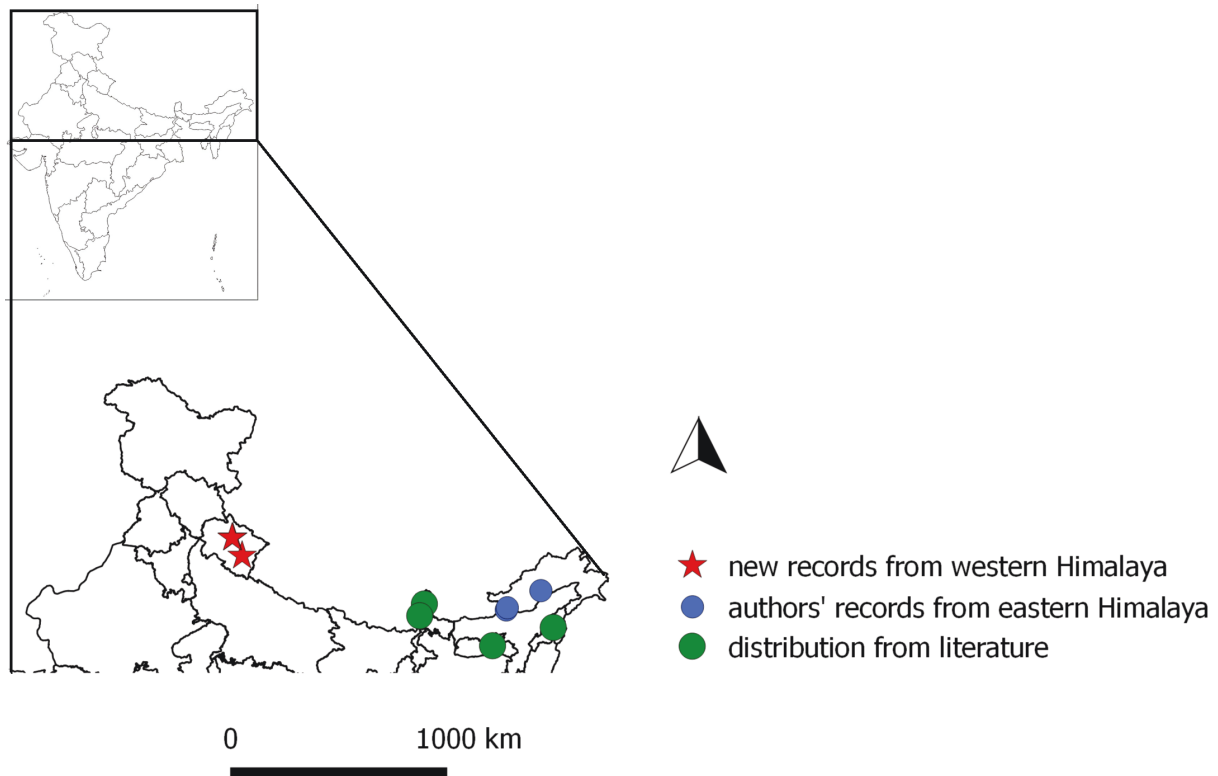 new records from western Himalaya
authors' records from eastern Himalaya
distribution from literature
0 1000 km